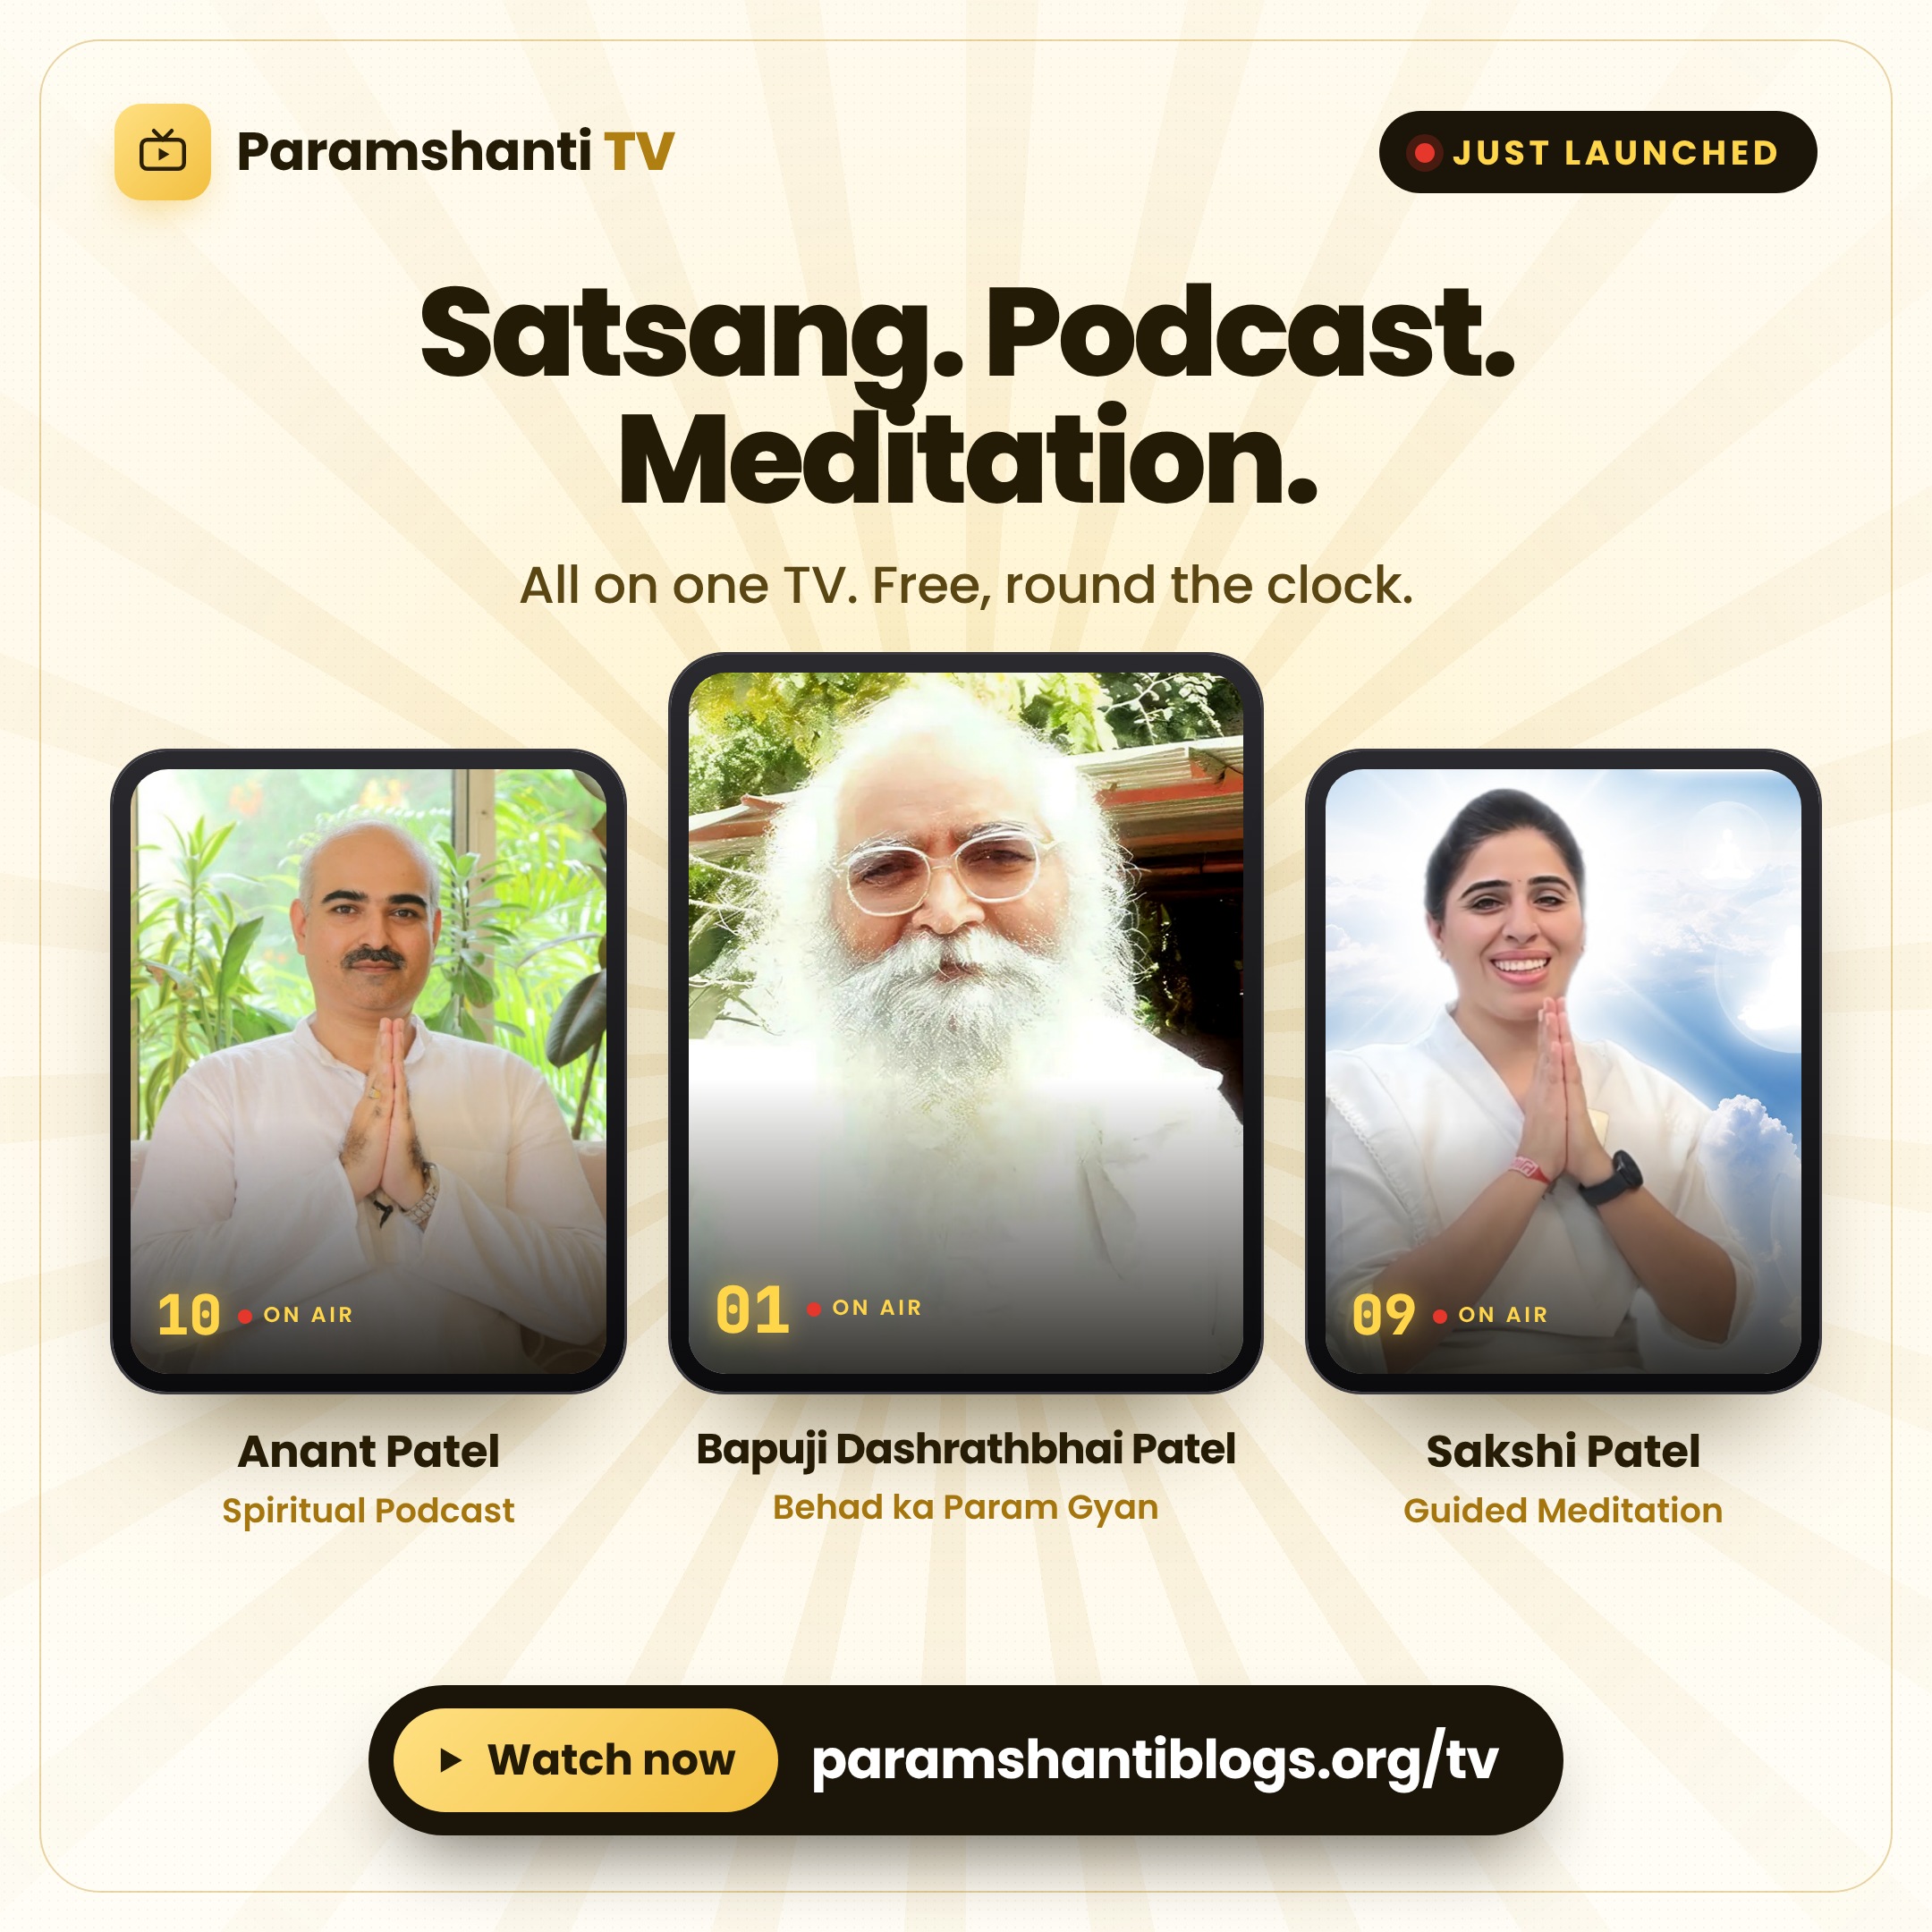 Paramshanti TV
JUST LAUNCHED
Satsang. Podcast.
Meditation.
All on one TV. Free, round the clock.
10 ON AIR
01 ON AIR
09 ON AIR
Anant Patel
Spiritual Podcast
Bapuji Dashrathbhai Patel
Behad ka Param Gyan
Sakshi Patel
Guided Meditation
Watch now
paramshantiblogs.org/tv